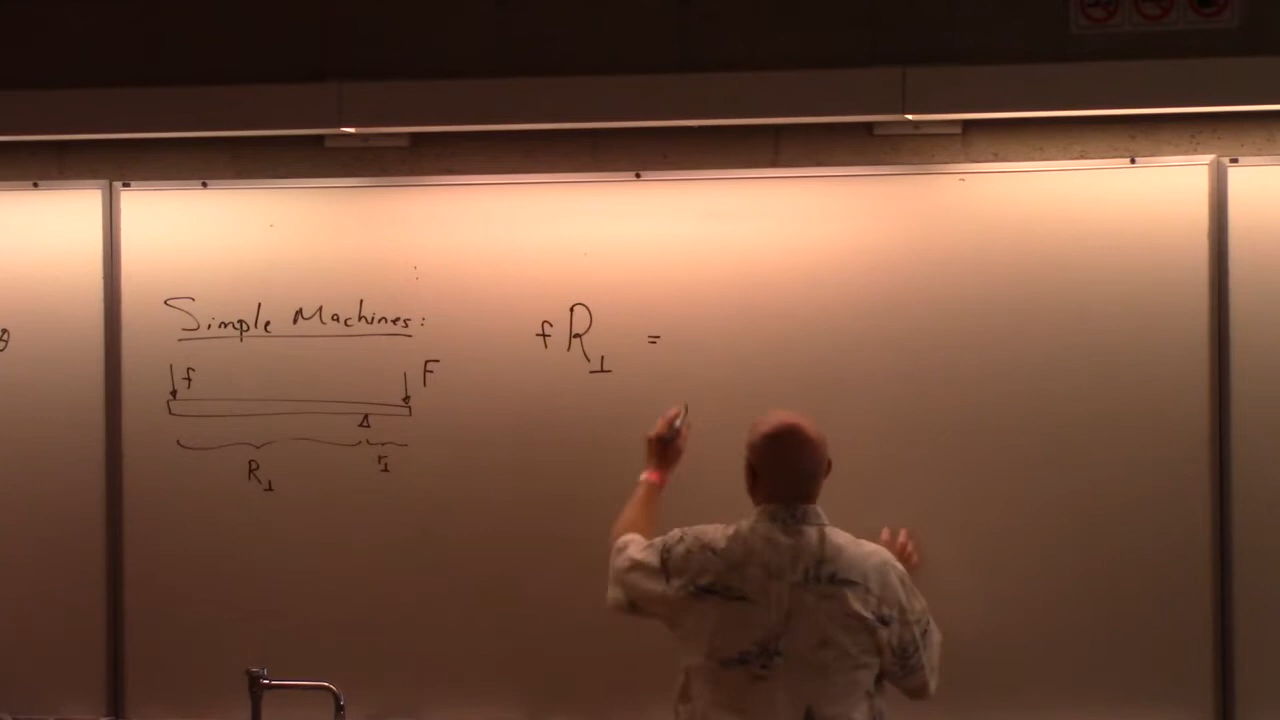 θ
Simple Machines:
f R⊥ =
f F
R⊥ r⊥